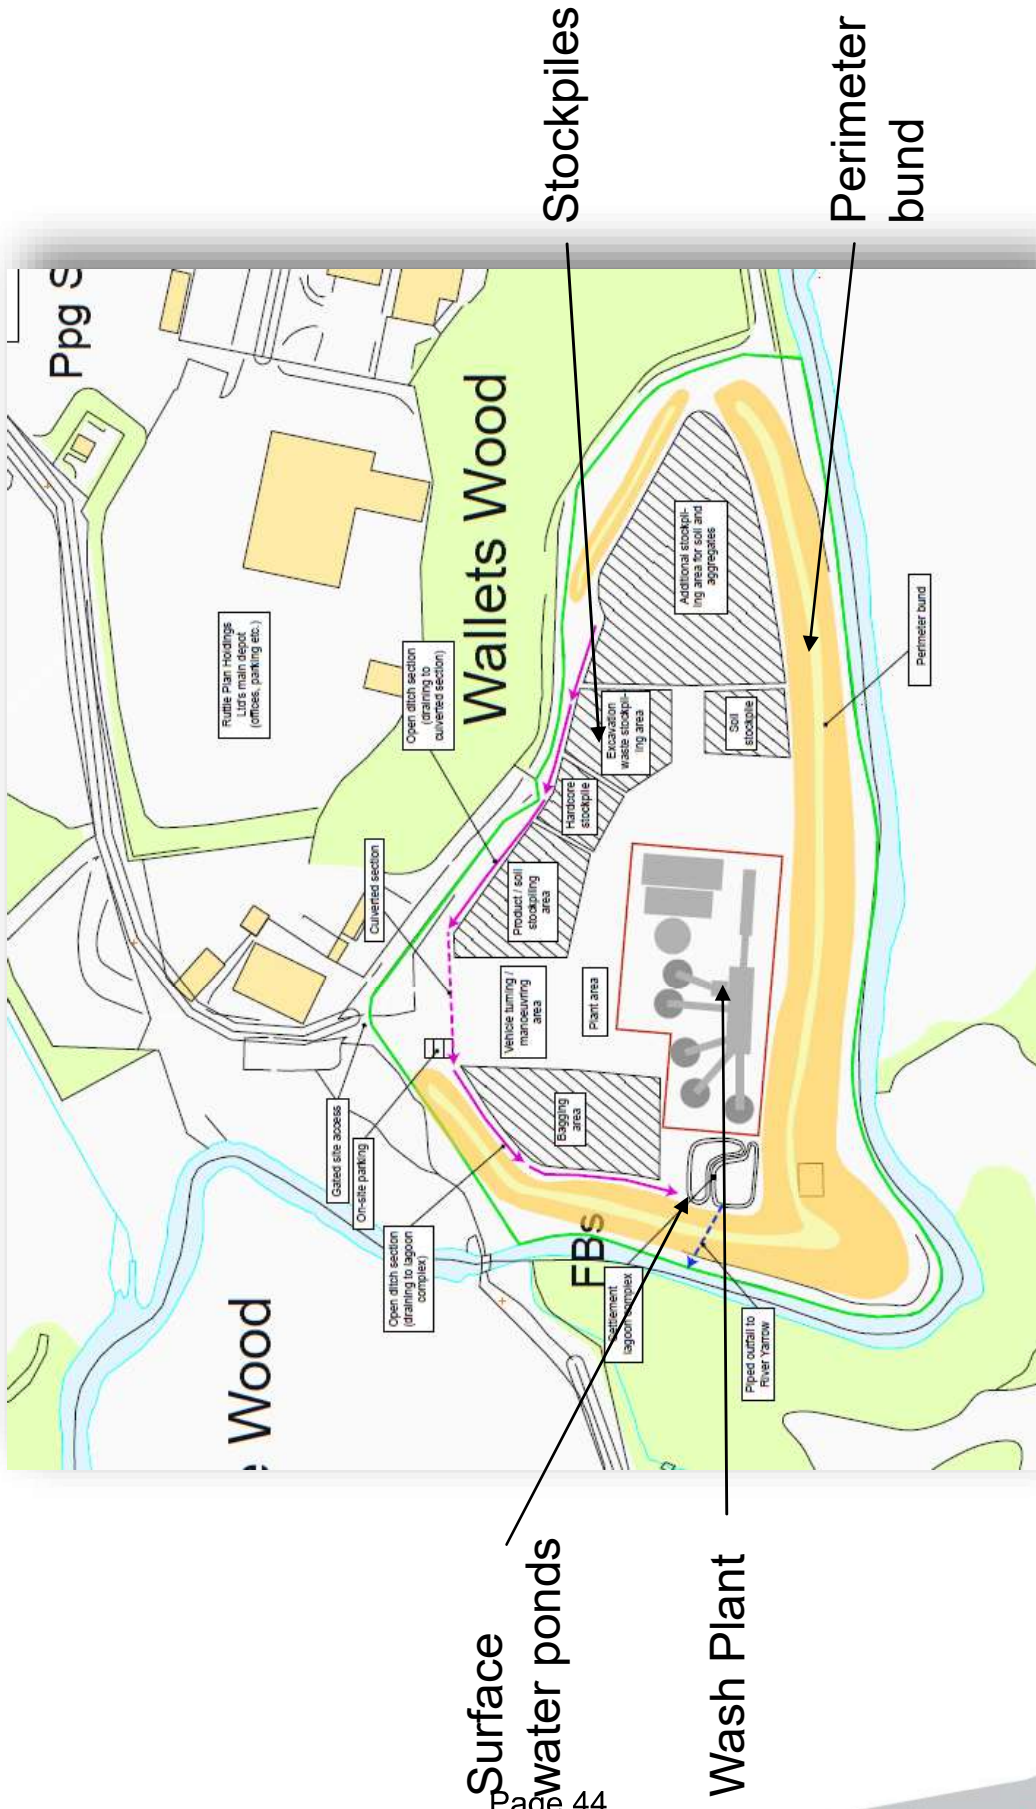 Stockpiles
Perimeter
bund
Ppg S
Wallets Wood
e Wood
FBs
Ruttle Plan Holdings
Ltd's main depot
(offices, parking etc.)
Open ditch section
(draining to
culverted section)
Culverted section
Additional stockpil-
ing area for soil and
aggregates
Excavation
waste stockpil-
ing area
Soil
stockpile
Hardcore
stockpile
Product / soil
stockpiling
area
Vehicle turning /
manoeuvring
area
Plant area
Bagging
area
Perimeter bund
Gated site access
On-site parking
Open ditch section
(draining to lagoon
complex)
Settlement
lagoon complex
Piped outfall to
River Yarrow
Surface
water ponds
Wash Plant
Page 44